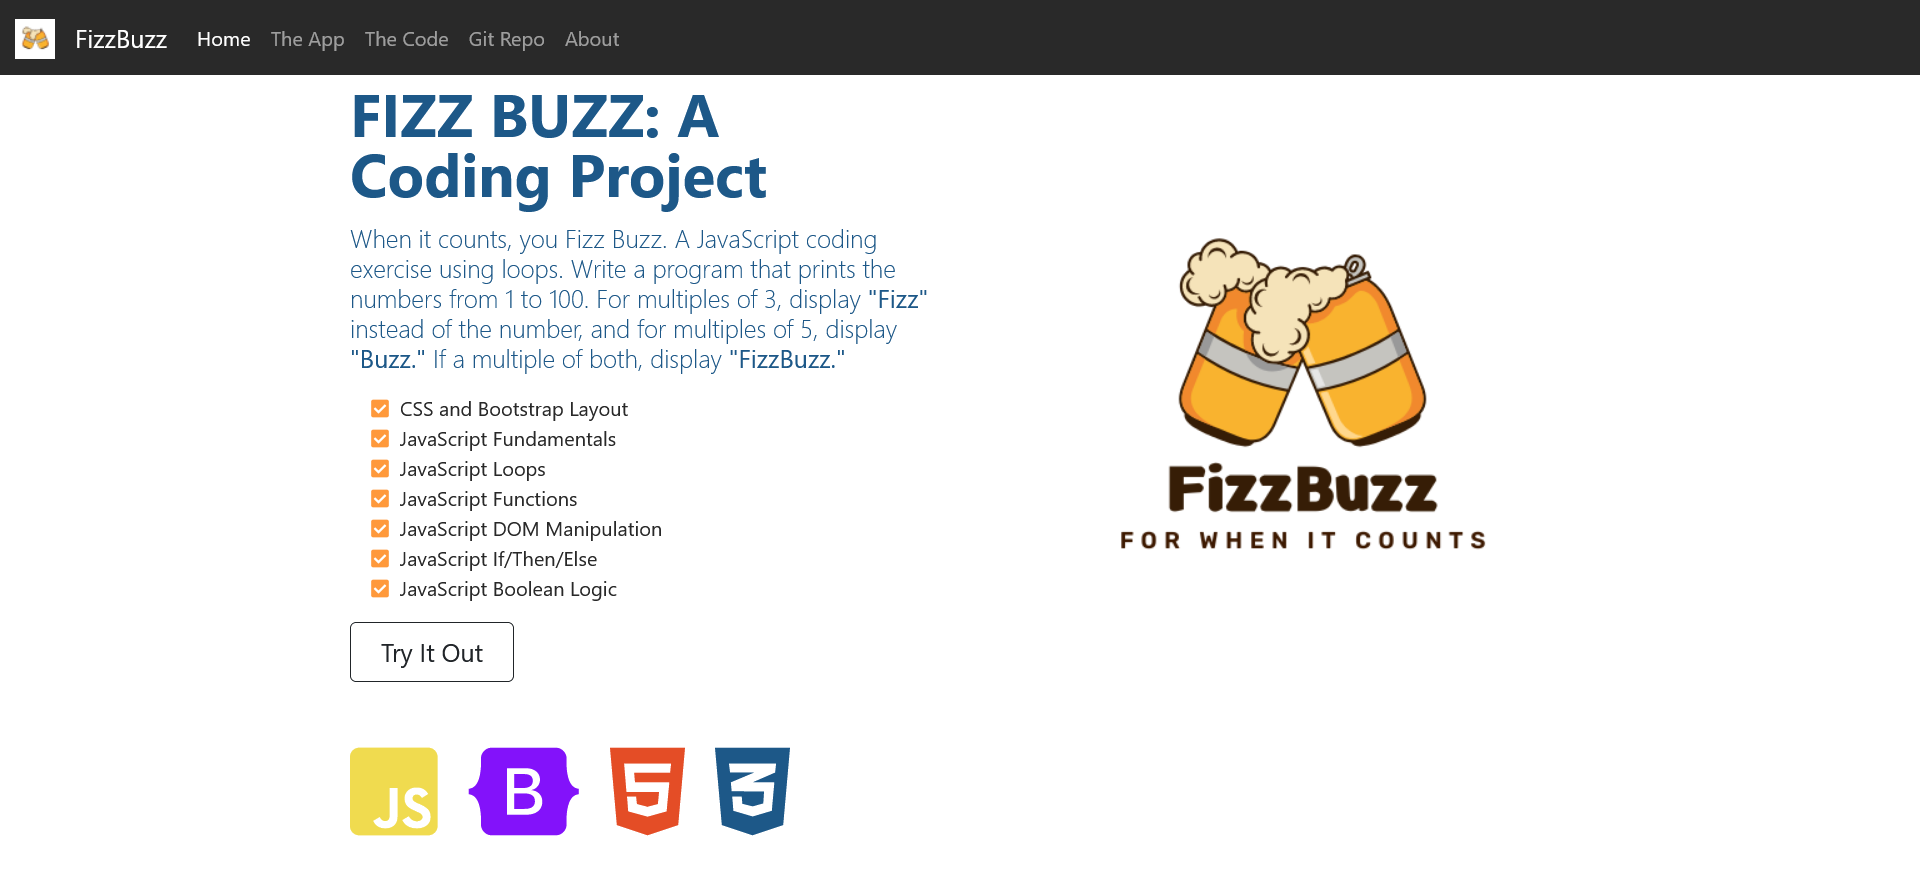 FizzBuzz Home The App The Code Git Repo About
FIZZ BUZZ: A
Coding Project
When it counts, you Fizz Buzz. A JavaScript coding
exercise using loops. Write a program that prints the
numbers from 1 to 100. For multiples of 3, display "Fizz"
instead of the number, and for multiples of 5, display
"Buzz." If a multiple of both, display "FizzBuzz."
CSS and Bootstrap Layout
JavaScript Fundamentals
JavaScript Loops
JavaScript Functions
JavaScript DOM Manipulation
JavaScript If/Then/Else
JavaScript Boolean Logic
Try It Out
FizzBuzz
FOR WHEN IT COUNTS
JS B 5 3